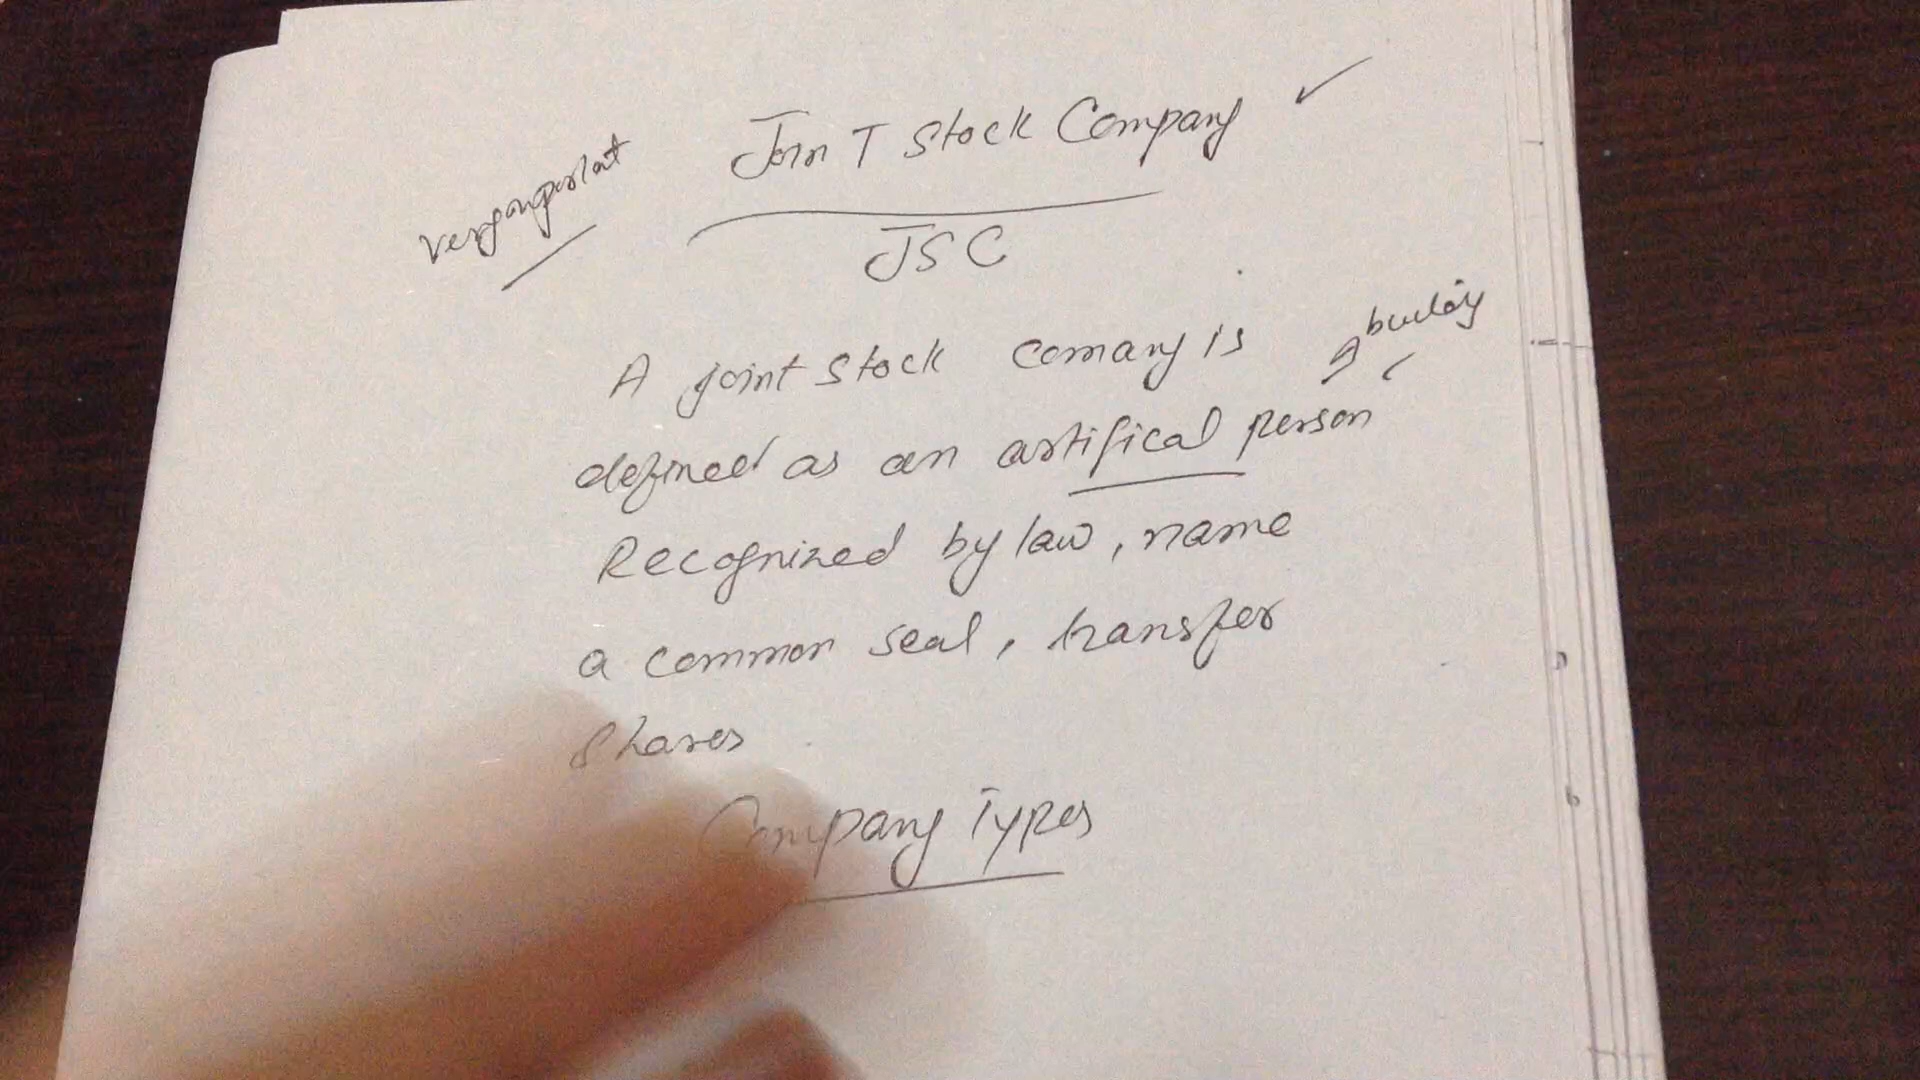 Joint Stock Company
JSC
A joint stock comany is
defined as an artifical person
Recognized by law, name
a common seal, transfer
shares
Company Types